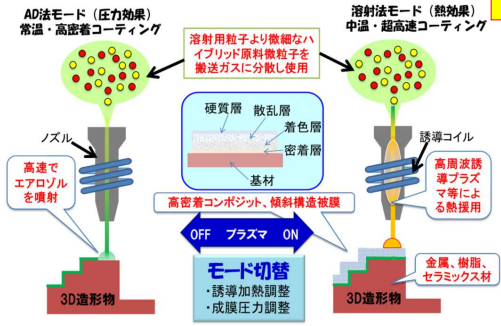 AD法モード（圧力効果）
常温・高密着コーティング
溶射法モード（熱効果）
中温・超高速コーティング
溶射用粒子より微細なハ
イブリッド原料微粒子を
搬送ガスに分散し使用
硬質層
散乱層
着色層
密着層
基材
ノズル
誘導コイル
高速で
エアロゾル
を噴射
高周波誘
導プラズ
マ等によ
る熱援用
高密着コンポジット、傾斜構造被膜
OFF プラズマ ON
モード切替
・誘導加熱調整
・成膜圧力調整
金属、樹脂、
セラミックス材
3D造形物
3D造形物